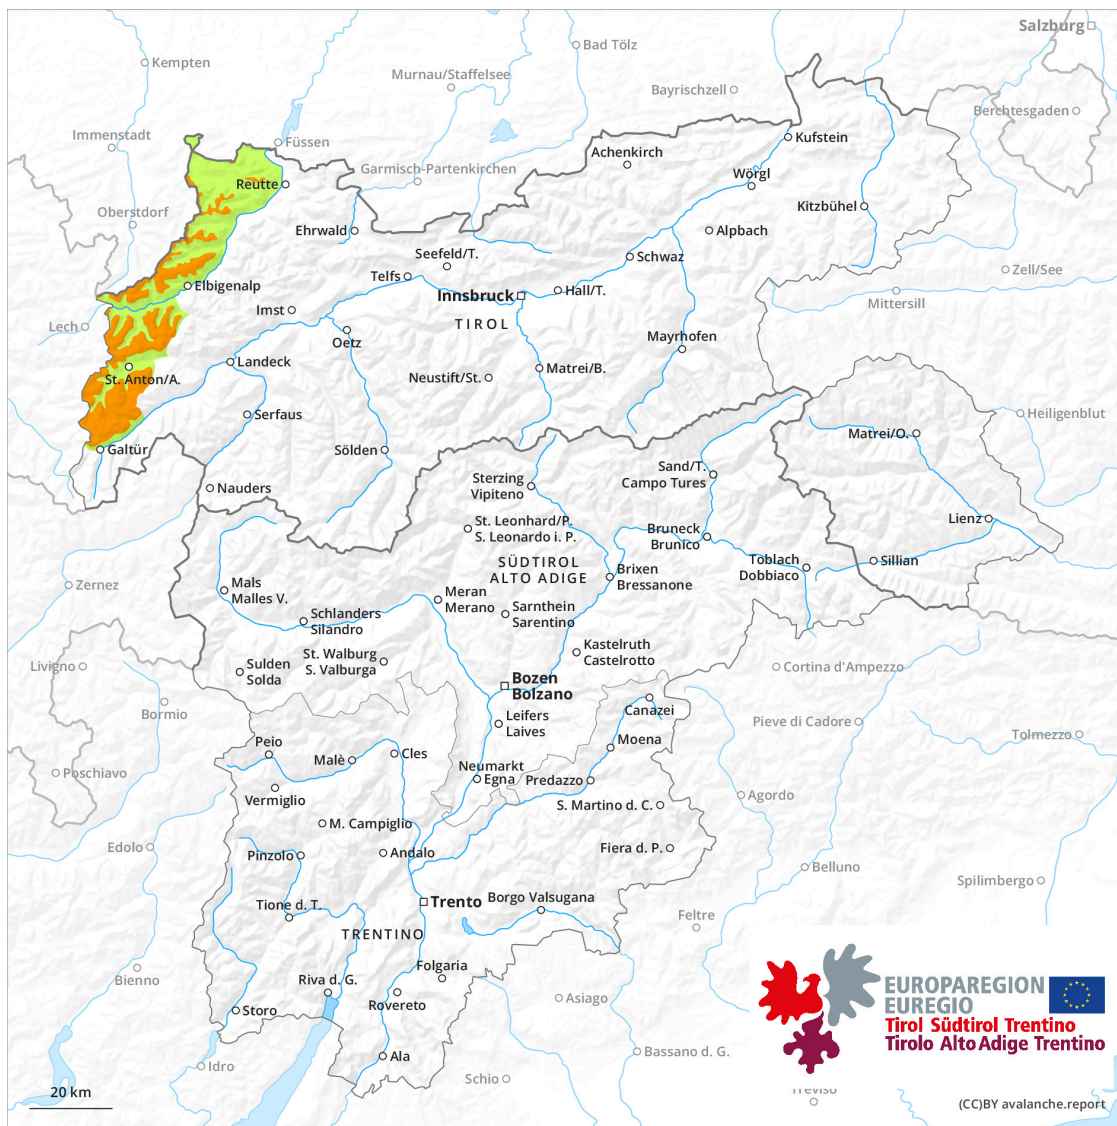 Salzburg
Kempten
Bad Tölz
Murnau/Staffelsee
Bayrischzell
Berchtesgaden
Immenstadt
Füssen
Kufstein
Achenkirch
Garmisch-Partenkirchen
Wörgl
Reutte
Oberstdorf
Kitzbühel
Ehrwald
Alpbach
Seefeld/T.
Schwaz
Telfs
Zell/See
Elbigenalp
Hall/T.
Innsbruck
Mittersill
Imst
Lech
TIROL
Oetz
Mayrhofen
Landeck
Matrei/B.
St. Anton/A.
Neustift/St.
Serfaus
Heiligenblut
Matrei/O.
Galtür
Sölden
Sand/T.
Campo Tures
Sterzing
Vipiteno
Nauders
St. Leonhard/P.
S. Leonardo i. P.
Lienz
Bruneck
Brunico
SÜDTIROL
ALTO ADIGE
Toblach
Dobbiaco
Sillian
Brixen
Bressanone
Zernez
Mals
Malles V.
Meran
Merano
Sarnthein
Sarentino
Schlanders
Silandro
Kastelruth
Castelrotto
St. Walburg
S. Valburga
Livigno
Sulden
Solda
Cortina d'Ampezzo
Bozen
Bolzano
Bormio
Canazei
Leifers
Laives
Pieve di Cadore
Tolmezzo
Peio
Moena
Malè
Cles
Poschiavo
Neumarkt
Egna
Predazzo
Vermiglio
Agordo
S. Martino d. C.
M. Campiglio
Edolo
Pinzolo
Andalo
Fiera d. P.
Belluno
Spilimbergo
Tione d. T.
Trento
Borgo Valsugana
Feltre
TRENTINO
Folgaria
Bienno
Riva d. G.
EUROPAREGION
EUREGIO
Tirol Südtirol Trentino
Tirolo Alto Adige Trentino
Rovereto
Asiago
Storo
Ala
Bassano d. G.
Idro
Schio
Treviso
20 km
(CC)BY avalanche.report